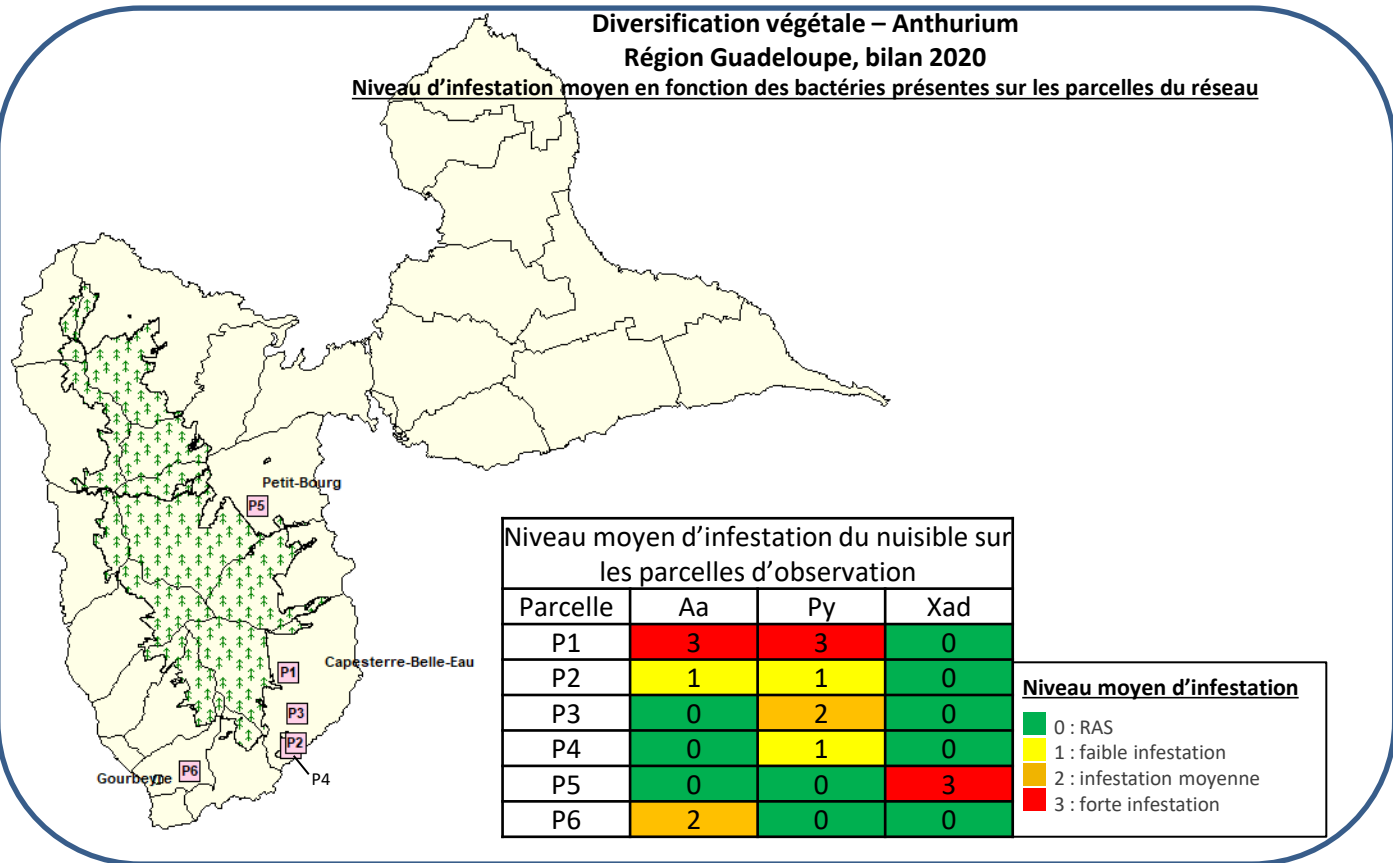 Diversification végétale – Anthurium
Région Guadeloupe, bilan 2020
Niveau d'infestation moyen en fonction des bactéries présentes sur les parcelles du réseau
Petit-Bourg
P5
Capesterre-Belle-Eau
P1
P3
P2
P4
Gourbeyre
P6
Niveau moyen d'infestation du nuisible sur
les parcelles d'observation
Parcelle Aa Py Xad
P1 3 3 0
P2 1 1 0
P3 0 2 0
P4 0 1 0
P5 0 0 3
P6 2 0 0
Niveau moyen d'infestation
0 : RAS
1 : faible infestation
2 : infestation moyenne
3 : forte infestation